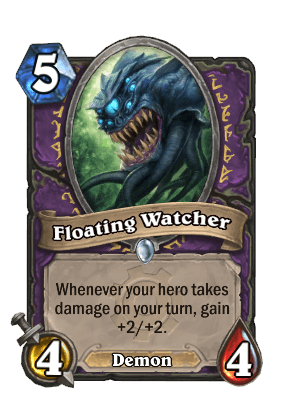 5
Floating Watcher
Whenever your hero takes
damage on your turn, gain
+2/+2.
4
Demon
4